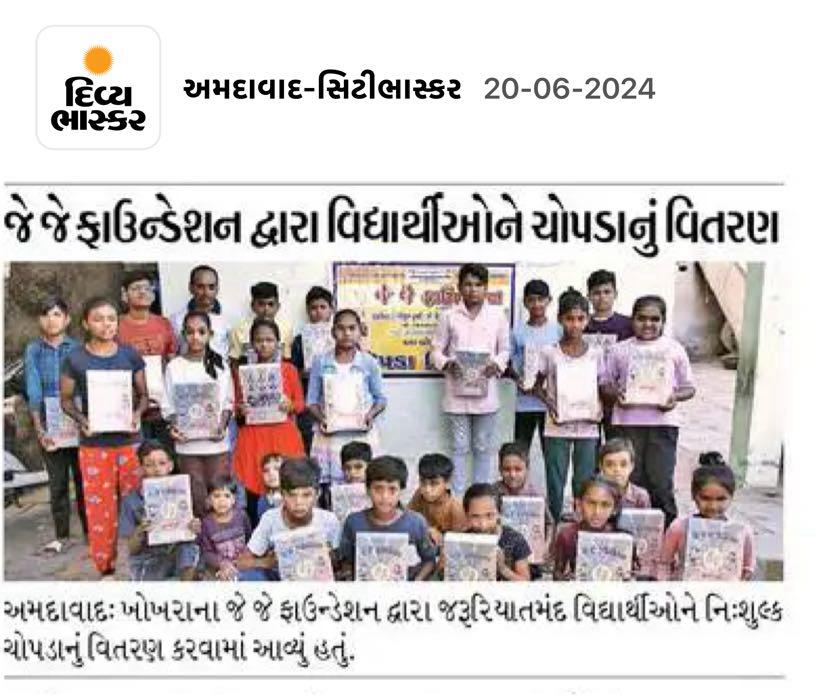 દિવ્ય
ભાસ્કર
અમદાવાદ-સિટીભાસ્કર 20-06-2024
જે જે ફાઉન્ડેશન દ્વારા વિદ્યાર્થીઓને ચોપડાનું વિતરણ
અમદાવાદ: ખોખરાના જે જે ફાઉન્ડેશન દ્વારા જરૂરિયાતમંદ વિદ્યાર્થીઓને નિ:શુલ્ક
ચોપડાનું વિતરણ કરવામાં આવ્યું હતું.